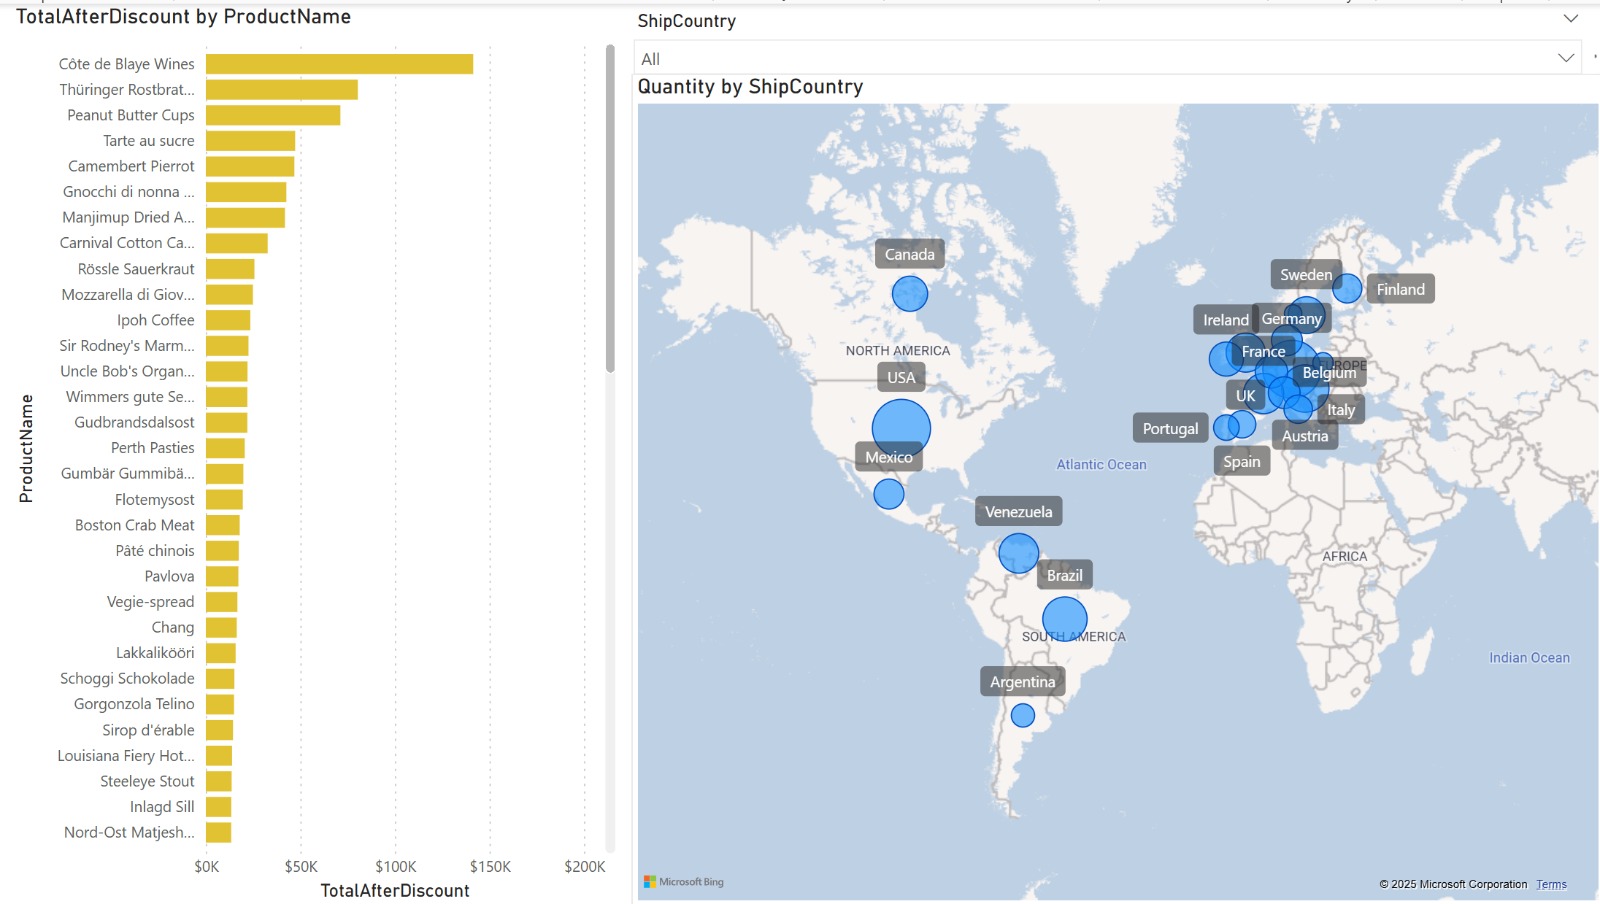 TotalAfterDiscount by ProductName
ProductName
Côte de Blaye Wines
Thüringer Rostbrat...
Peanut Butter Cups
Tarte au sucre
Camembert Pierrot
Gnocchi di nonna ...
Manjimup Dried A...
Carnival Cotton Ca...
Rössle Sauerkraut
Mozzarella di Giov...
Ipoh Coffee
Sir Rodney's Marm...
Uncle Bob's Organ...
Wimmers gute Se...
Gudbrandsdalsost
Perth Pasties
Gumbär Gummibä...
Flotemysost
Boston Crab Meat
Pâté chinois
Pavlova
Vegie-spread
Chang
Lakkalikööri
Schoggi Schokolade
Gorgonzola Telino
Sirop d'érable
Louisiana Fiery Hot...
Steeleye Stout
Inlagd Sill
Nord-Ost Matjesh...
$0K $50K $100K $150K $200K
TotalAfterDiscount
ShipCountry
All
Quantity by ShipCountry
Canada
Sweden
Finland
Ireland
Germany
NORTH AMERICA
France
EUROPE
USA
Belgium
UK
Italy
Portugal
Austria
Mexico
Spain
Atlantic Ocean
Venezuela
AFRICA
Brazil
SOUTH AMERICA
Indian Ocean
Argentina
Microsoft Bing
© 2025 Microsoft Corporation Terms